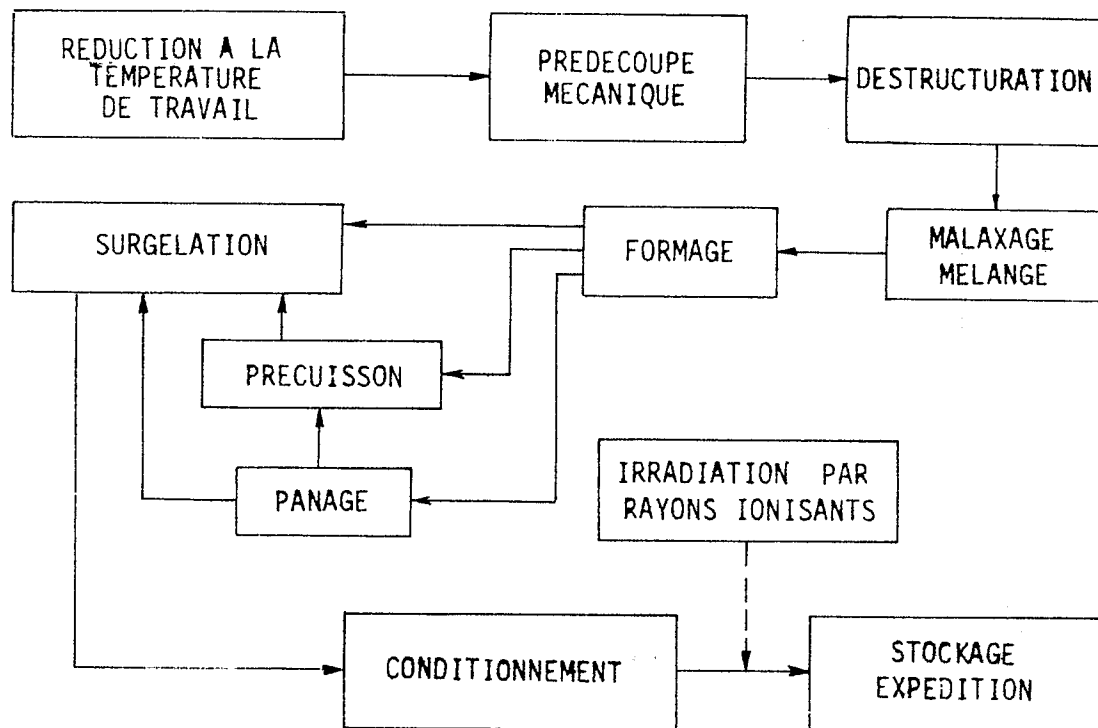 REDUCTION A LA
TEMPERATURE
DE TRAVAIL
PREDECOUPE
MECANIQUE
DESTRUCTURATION
SURGELATION
FORMAGE
MALAXAGE
MELANGE
PRECUISSON
PANAGE
IRRADIATION PAR
RAYONS IONISANTS
CONDITIONNEMENT
STOCKAGE
EXPEDITION